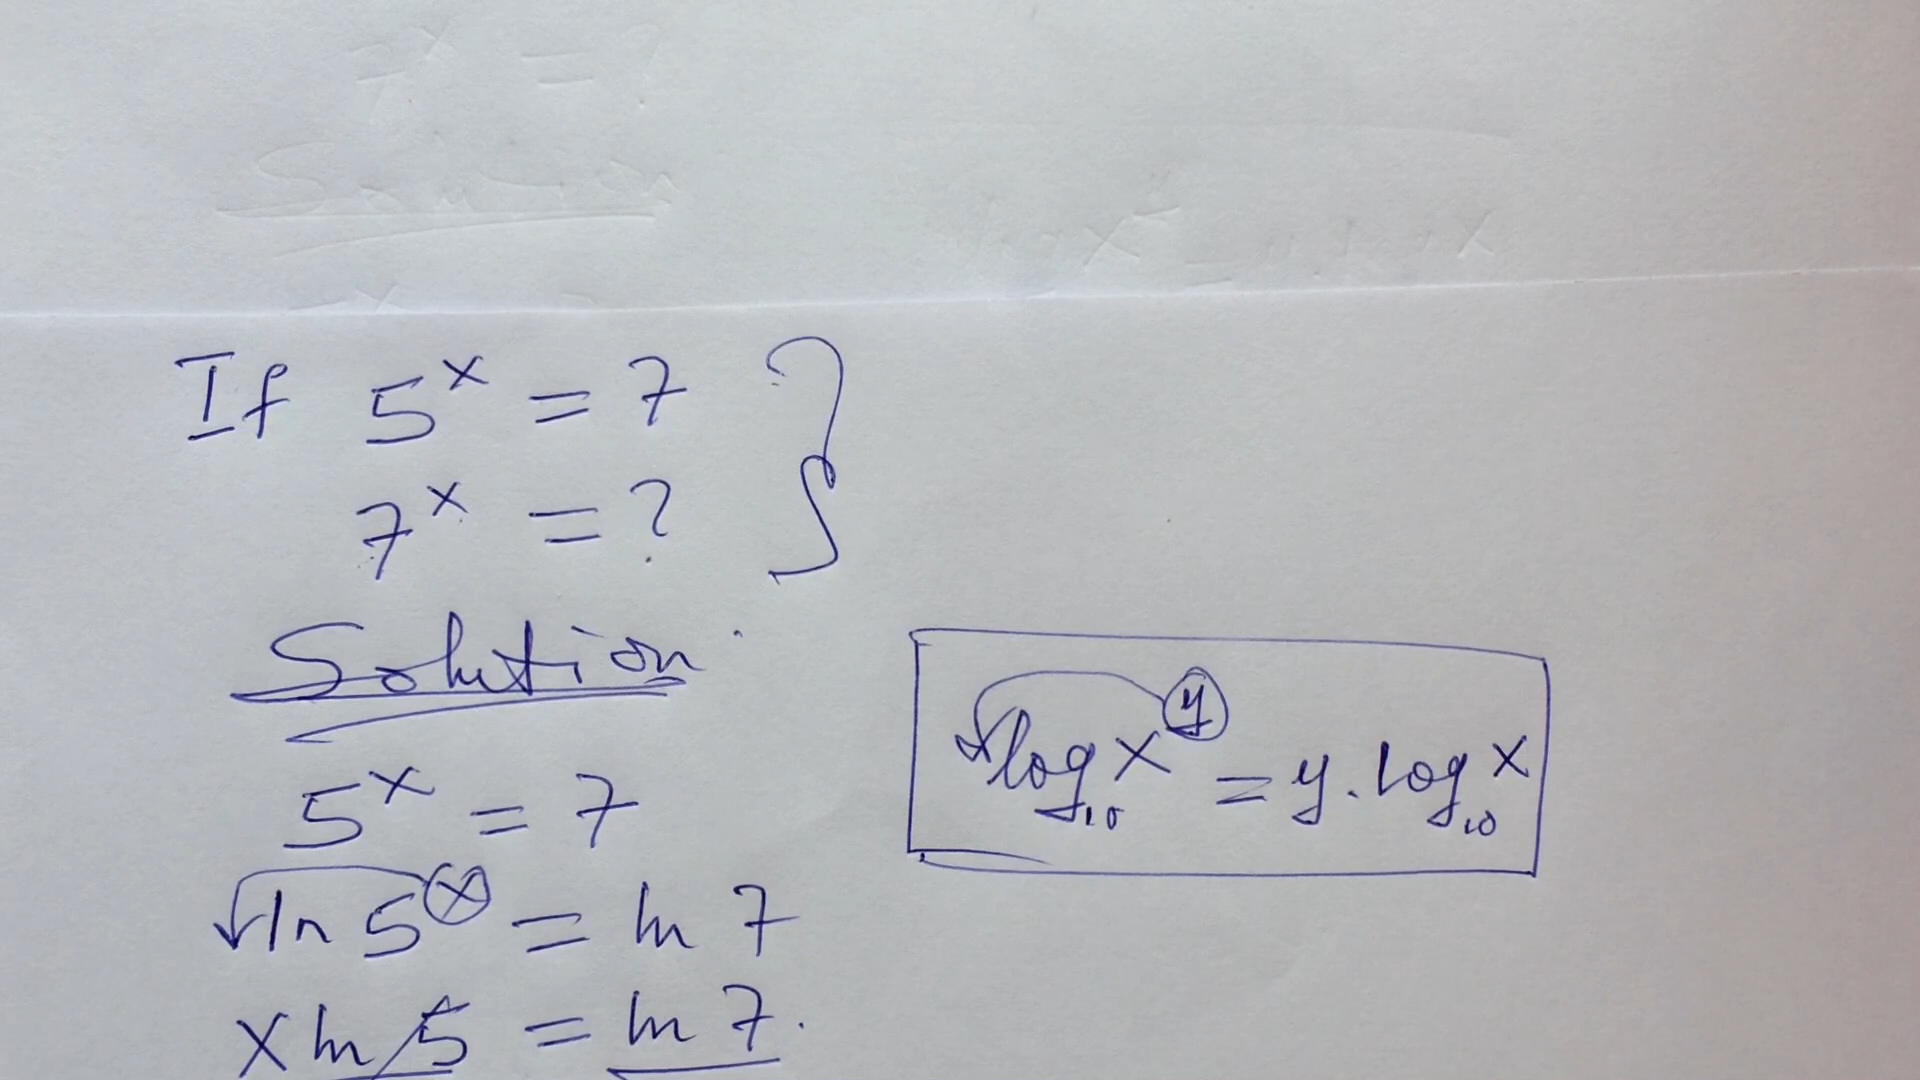 If 5^x = 7
7^x = ?
Solution
5^x = 7
ln 5^x = ln 7
x ln 5 = ln 7.
log₁₀ x^y = y . log₁₀ x